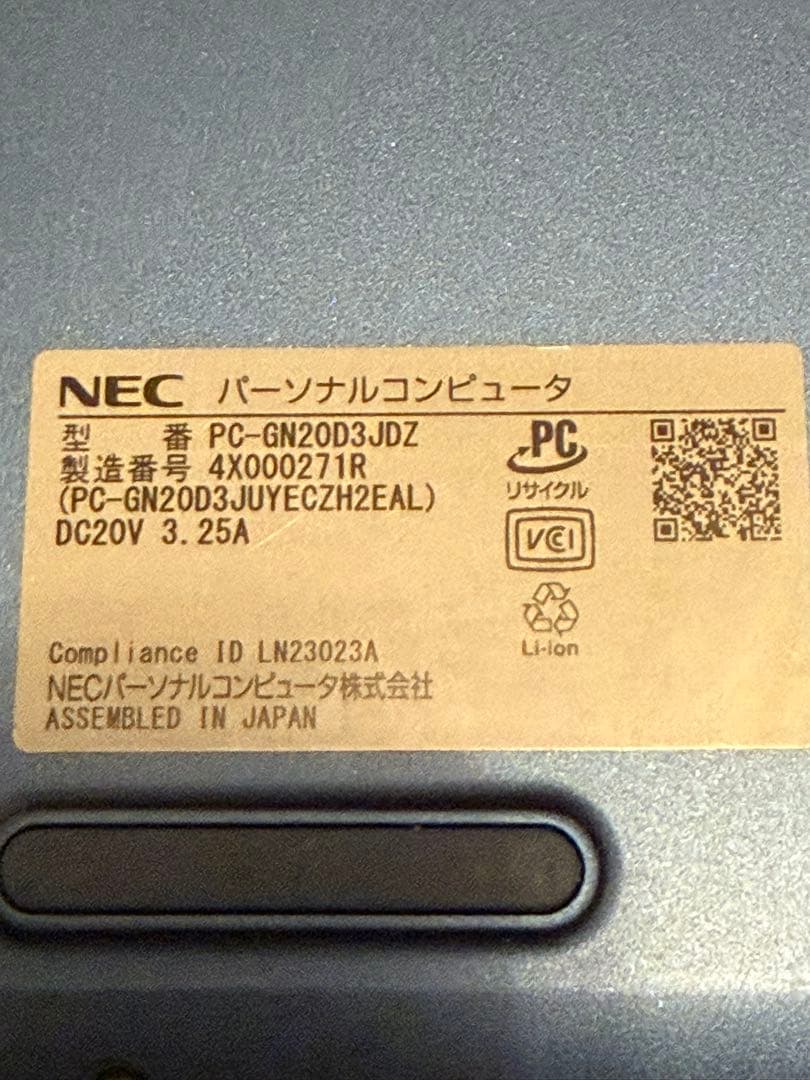 NEC パーソナルコンピュータ
型 番 PC-GN20D3JDZ
製造番号 4X000271R
(PC-GN20D3JUYECZH2EAL)
DC20V 3.25A
PC
リサイクル
VCCI
Li-ion
Compliance ID LN23023A
NECパーソナルコンピュータ株式会社
ASSEMBLED IN JAPAN